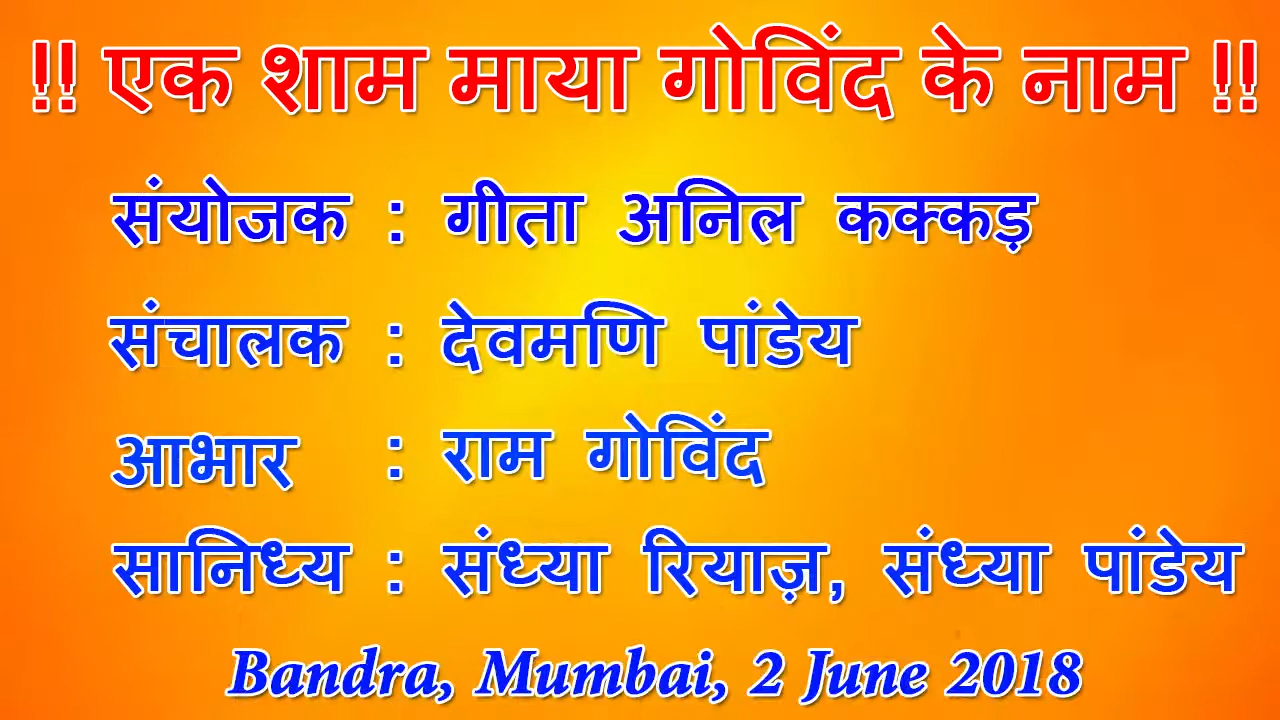 !! एक शाम माया गोविंद के नाम !!
संयोजक : गीता अनिल कक्कड़
संचालक : देवमणि पांडेय
आभार : राम गोविंद
सानिध्य : संध्या रियाज़, संध्या पांडेय
Bandra, Mumbai, 2 June 2018